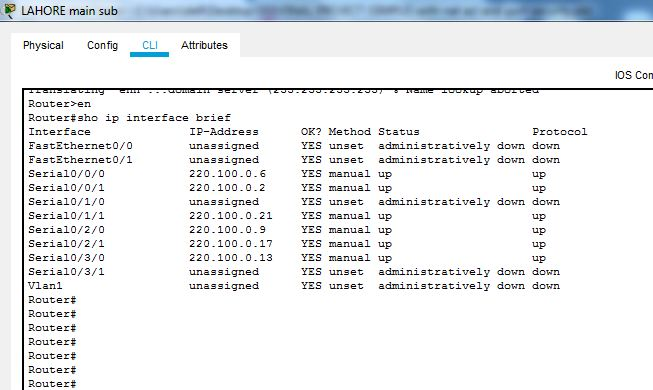 LAHORE main sub
Physical Config CLI Attributes
IOS Com
Translating "enn"...domain server (255.255.255.255) % Name lookup aborted
Router>en
Router#sho ip interface brief
Interface IP-Address OK? Method Status Protocol
FastEthernet0/0 unassigned YES unset administratively down down
FastEthernet0/1 unassigned YES unset administratively down down
Serial0/0/0 220.100.0.6 YES manual up up
Serial0/0/1 220.100.0.2 YES manual up up
Serial0/1/0 unassigned YES unset administratively down down
Serial0/1/1 220.100.0.21 YES manual up up
Serial0/2/0 220.100.0.9 YES manual up up
Serial0/2/1 220.100.0.17 YES manual up up
Serial0/3/0 220.100.0.13 YES manual up up
Serial0/3/1 unassigned YES unset administratively down down
Vlan1 unassigned YES unset administratively down down
Router#
Router#
Router#
Router#
Router#
Router#
Router#